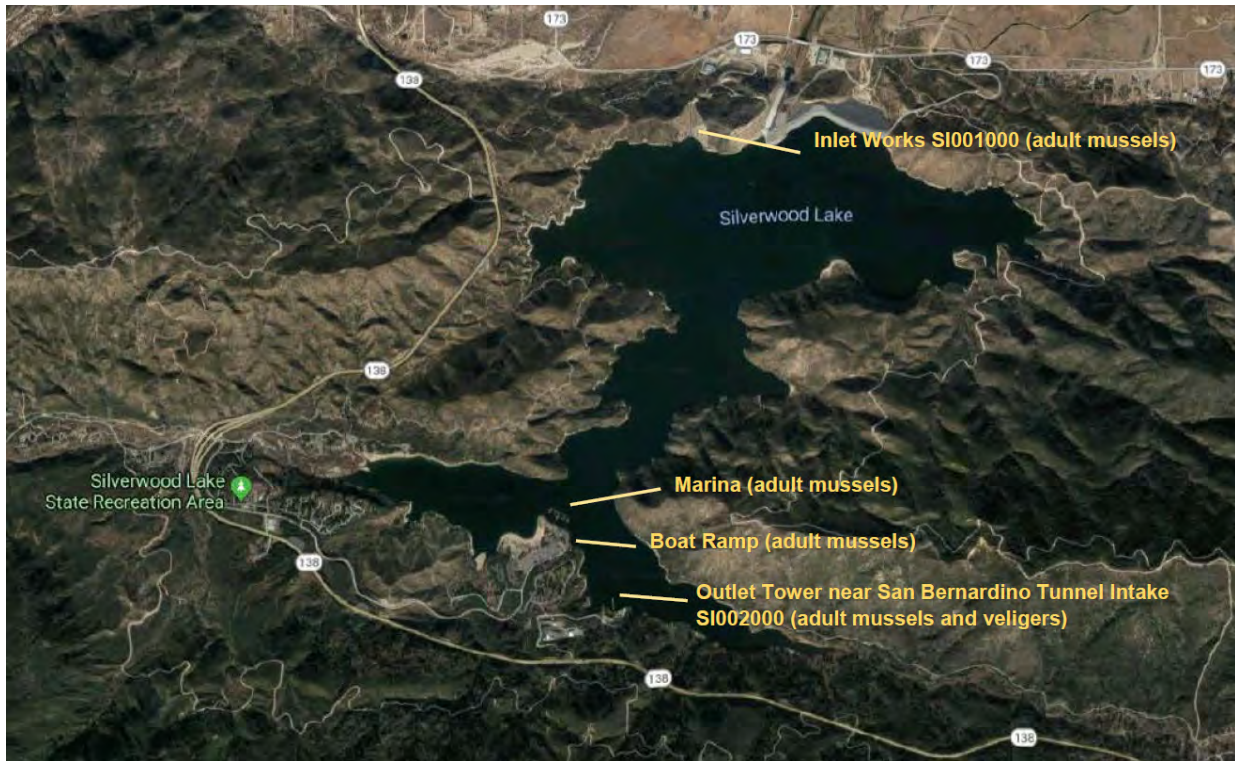 173
138
173
173
173
Inlet Works SI001000 (adult mussels)
Silverwood Lake
138
Silverwood Lake
State Recreation Area
Marina (adult mussels)
Boat Ramp (adult mussels)
138
Outlet Tower near San Bernardino Tunnel Intake
SI002000 (adult mussels and veligers)
138
138